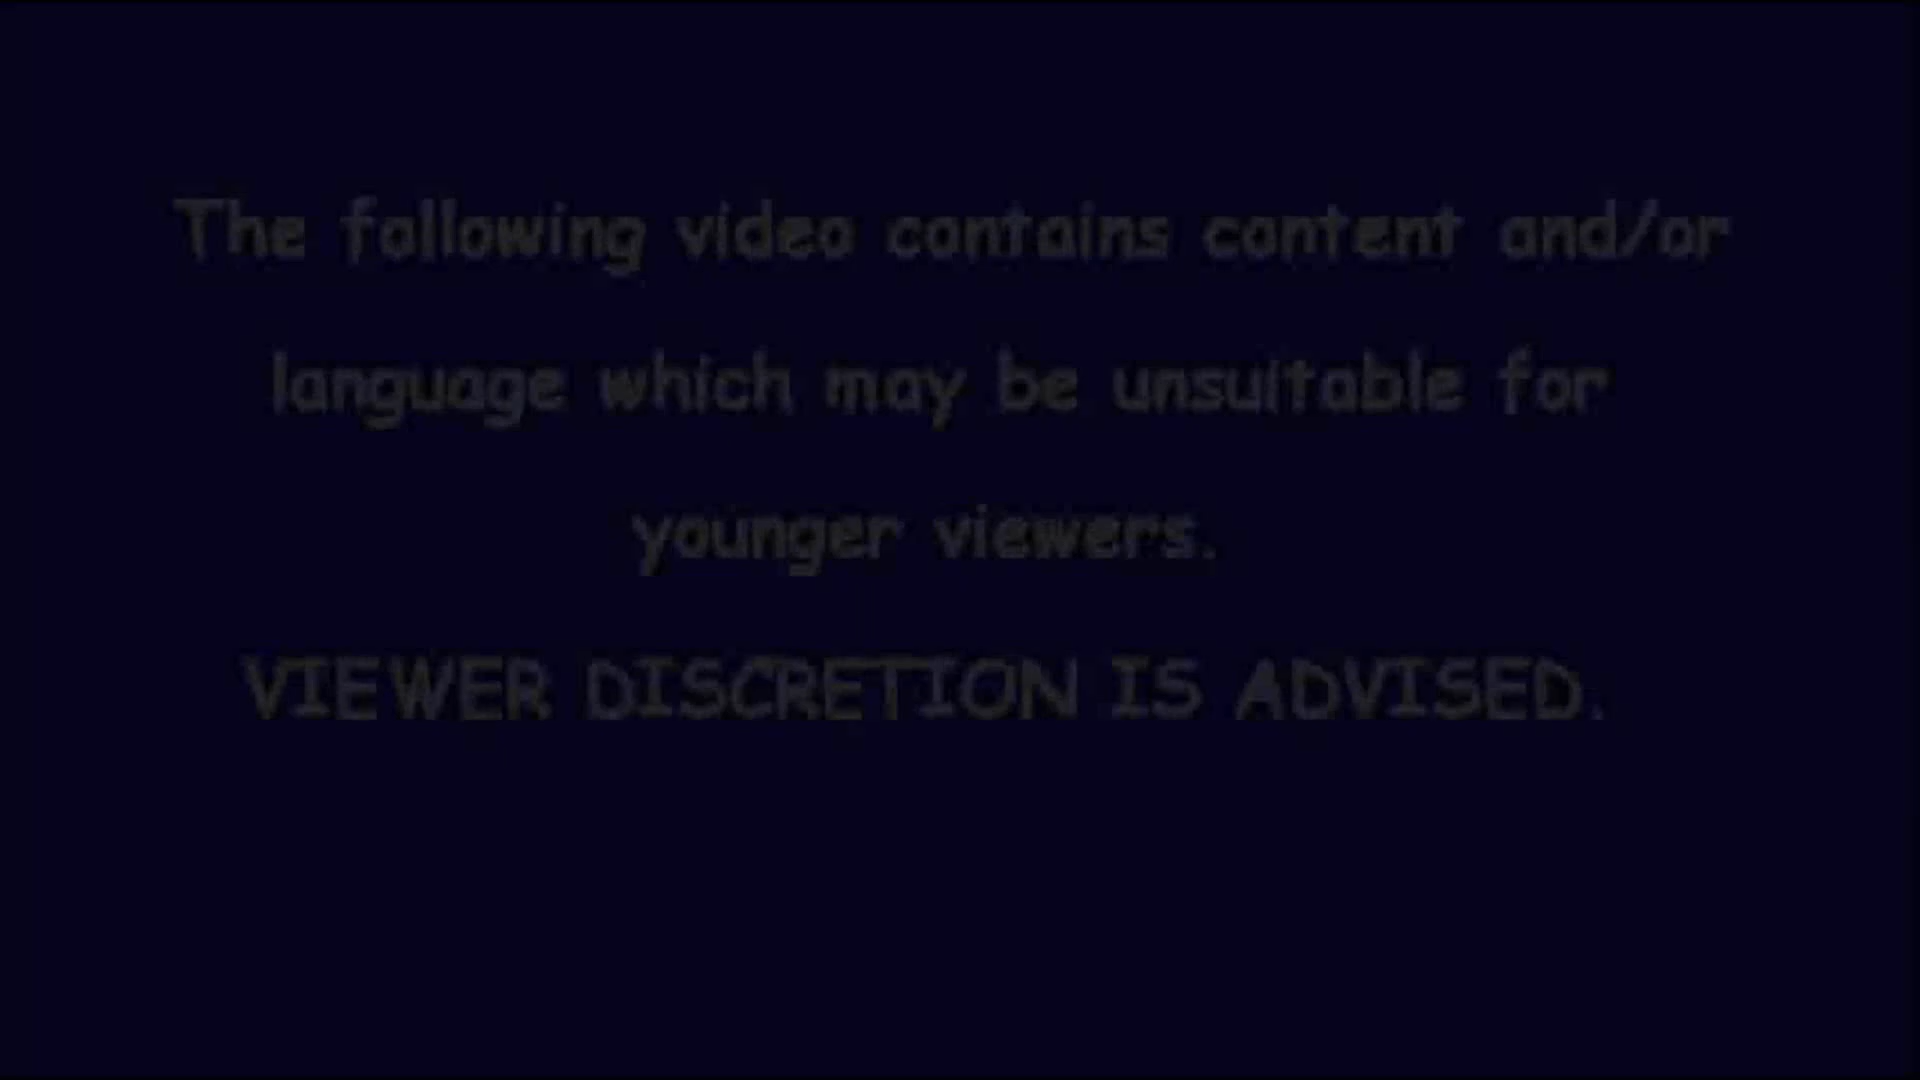 The following video contains content and/or
language which may be unsuitable for
younger viewers.
VIEWER DISCRETION IS ADVISED.